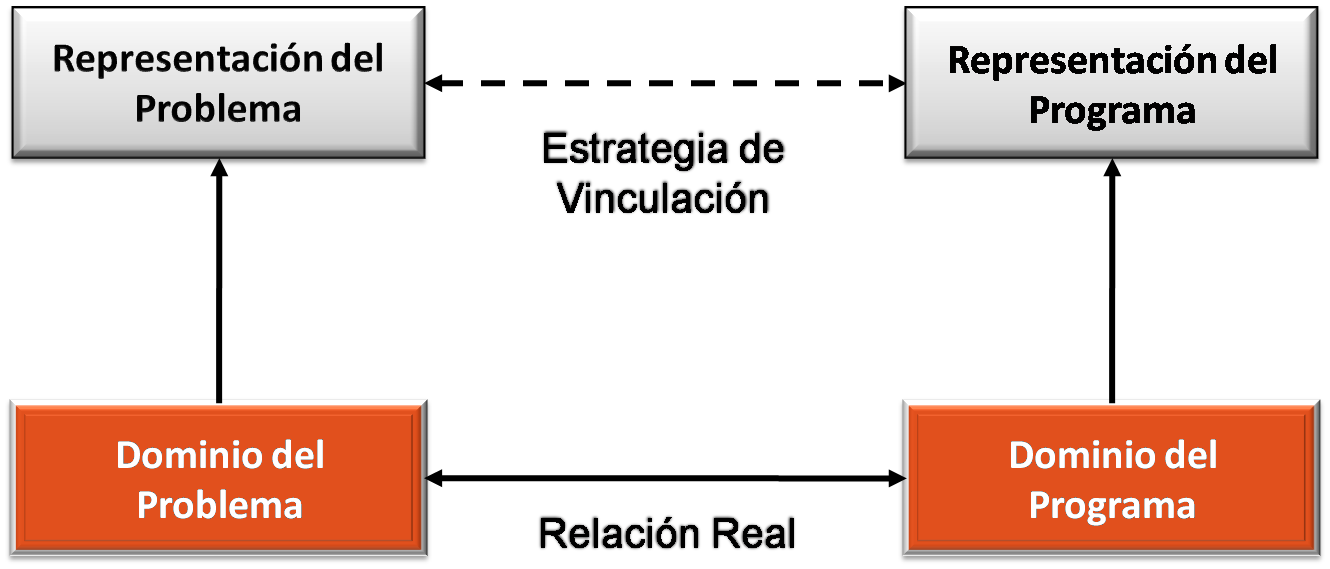 Representación del
Problema
Representación del
Programa
Estrategia de
Vinculación
Dominio del
Problema
Dominio del
Programa
Relación Real